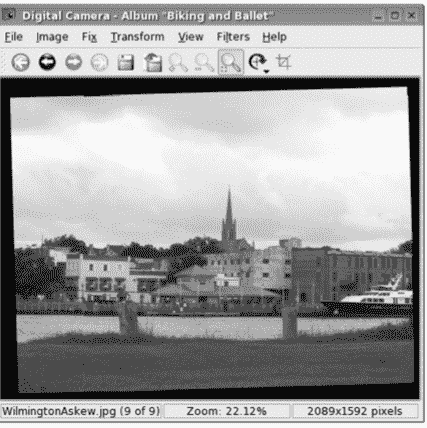 Digital Camera - Album "Biking and Ballet"
File Image Fix Transform View Filters Help
WilmingtonAskew.jpg (9 of 9) Zoom: 22.12% 2089x1592 pixels